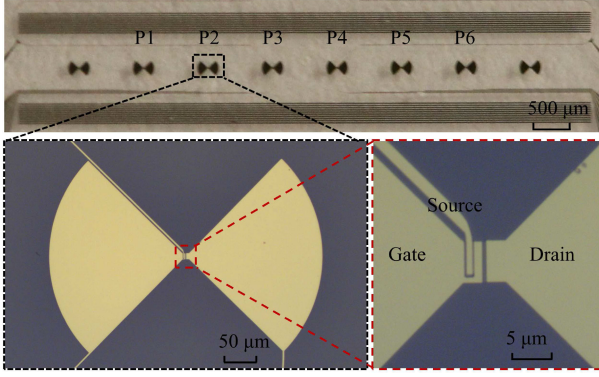 P1 P2 P3 P4 P5 P6
500 μm
Source
Gate Drain
50 μm 5 μm